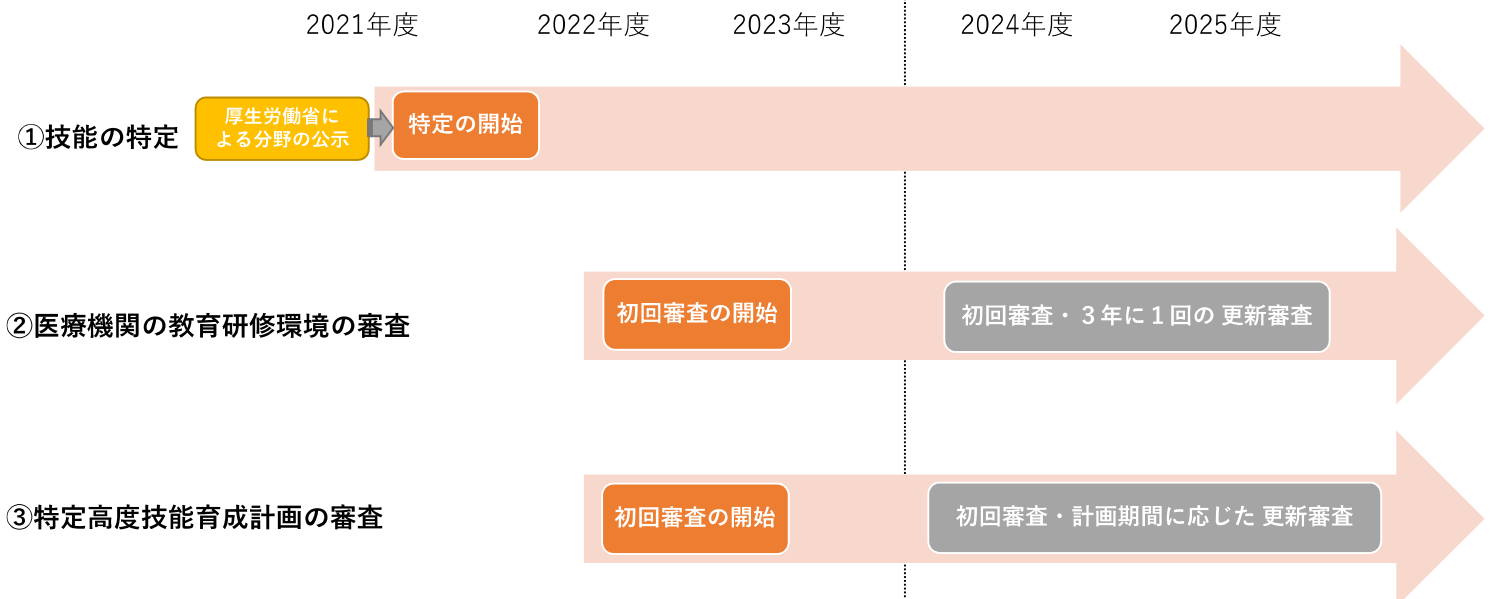 2021年度
2022年度
2023年度
2024年度
2025年度
①技能の特定
厚生労働省に
よる分野の公示
特定の開始
②医療機関の教育研修環境の審査
初回審査の開始
初回審査・３年に１回の 更新審査
③特定高度技能育成計画の審査
初回審査の開始
初回審査・計画期間に応じた 更新審査